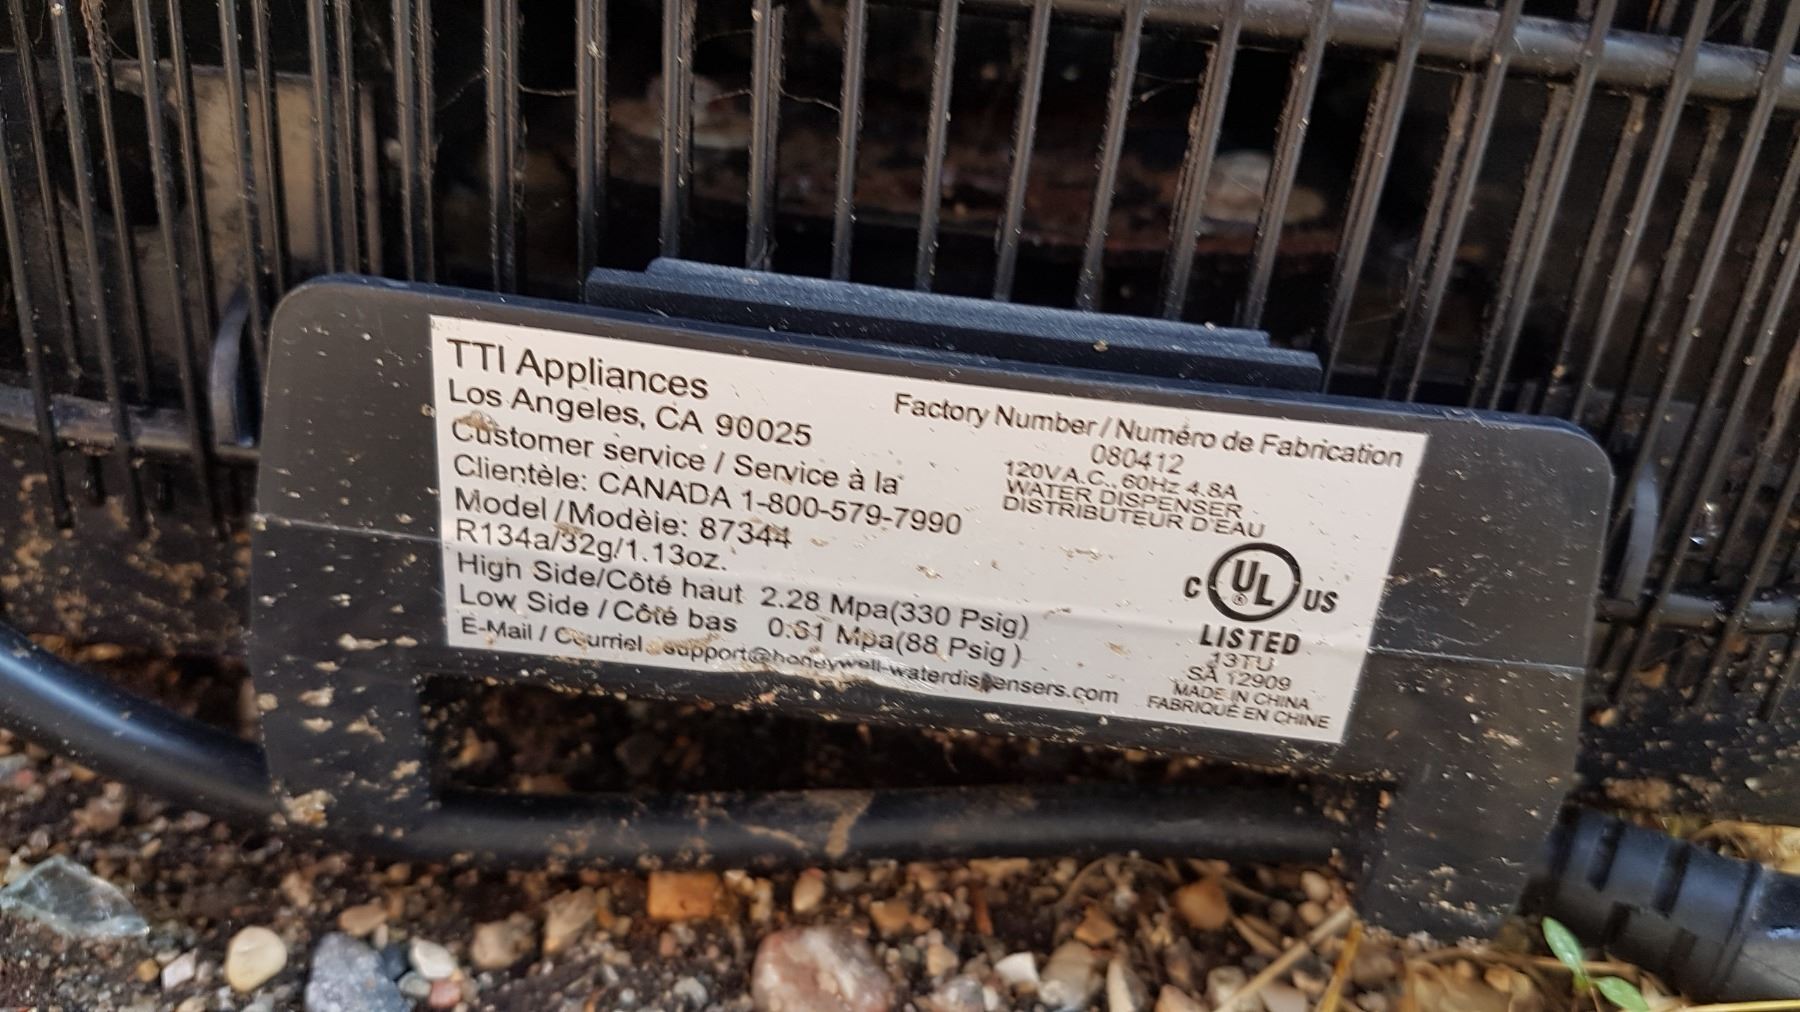 TTI Appliances
Los Angeles, CA 90025
Customer service / Service à la
Clientèle: CANADA 1-800-579-7990
Model / Modèle: 87344
R134a/32g/1.13oz.
High Side/Côté haut 2.28 Mpa(330 Psig)
Low Side / Côté bas 0.61 Mpa(88 Psig)
E-Mail / Courriel support@honeywell-waterdispensers.com
Factory Number / Numéro de Fabrication
080412
120V A.C., 60Hz 4.8A
WATER DISPENSER
DISTRIBUTEUR D'EAU
C UL ® US
LISTED
13TU
SA 12909
MADE IN CHINA
FABRIQUÉ EN CHINE